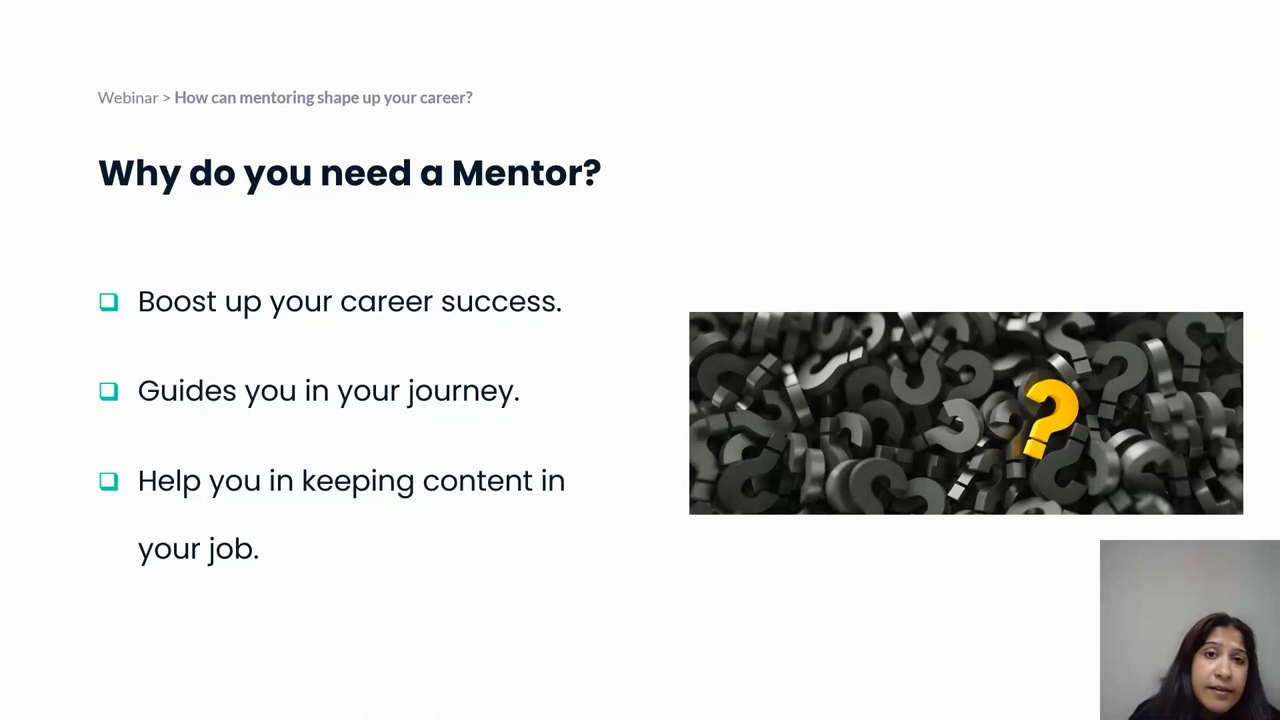 Webinar > How can mentoring shape up your career?
Why do you need a Mentor?
Boost up your career success.
Guides you in your journey.
Help you in keeping content in
your job.